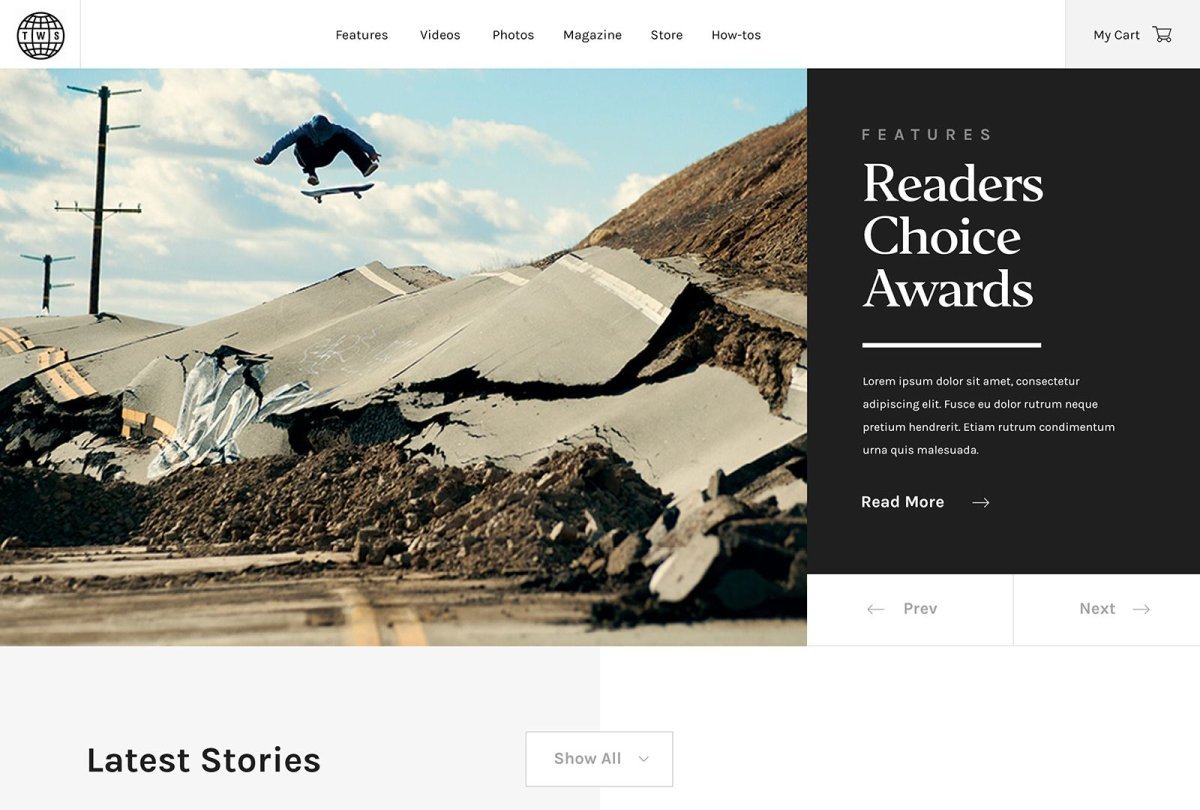 TWS
Features
Videos
Photos
Magazine
Store
How-tos
My Cart
FEATURES
Readers
Choice
Awards
Lorem ipsum dolor sit amet, consectetur
adipiscing elit. Fusce eu dolor rutrum neque
pretium hendrerit. Etiam rutrum condimentum
urna quis malesuada.
Read More
Prev
Next
Latest Stories
Show All